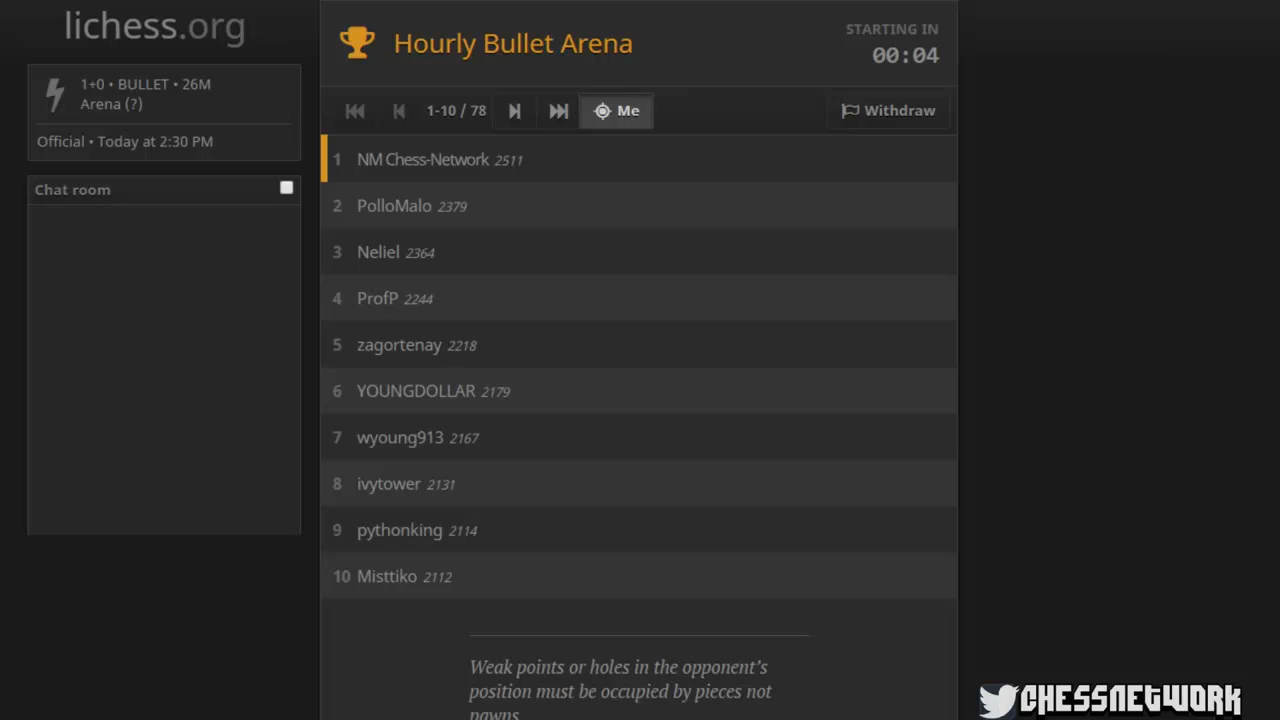 lichess.org
1+0 • BULLET • 26M
Arena (?)
Official • Today at 2:30 PM
Chat room
Hourly Bullet Arena
STARTING IN
00:04
1-10 / 78
Me
Withdraw
1 NM Chess-Network 2511
2 PolloMalo 2379
3 Neliel 2364
4 ProfP 2244
5 zagortenay 2218
6 YOUNGDOLLAR 2179
7 wyoung913 2167
8 ivytower 2131
9 pythonking 2114
10 Misttiko 2112
Weak points or holes in the opponent's
position must be occupied by pieces not
pawns
CHESSNETWORK